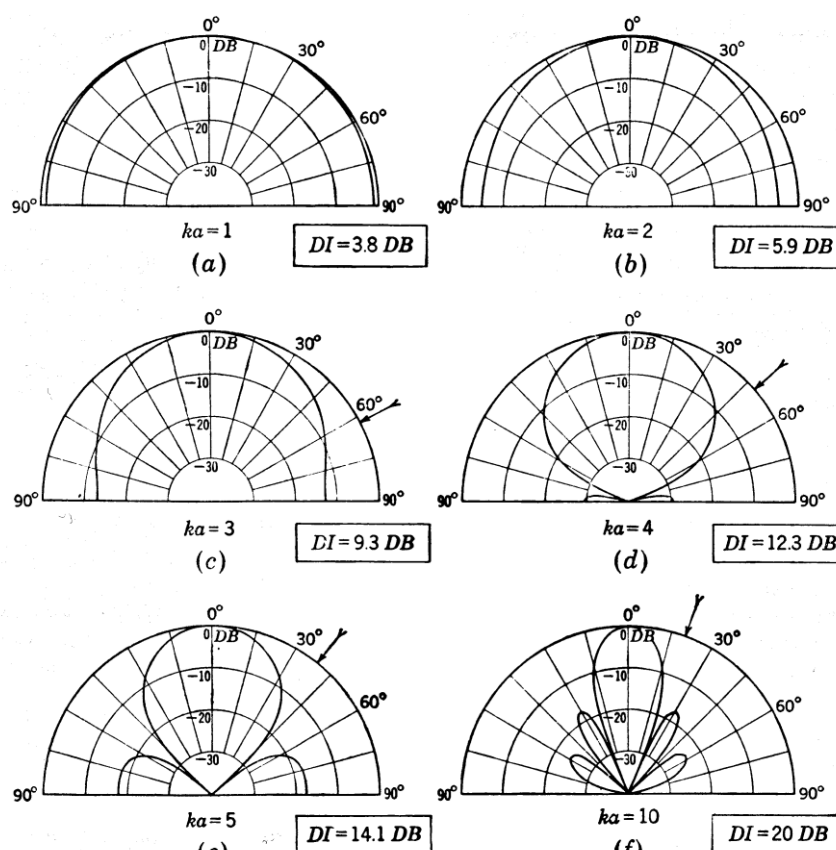 0° 0°
0 DB 30° 0 DB 30°
−10 −10
60° 60°
−20 −20
−30 −30
90° 90° 90° 90°
ka = 1 ka = 2
DI = 3.8 DB DI = 5.9 DB
(a) (b)
0° 0°
0 DB 30° 0 DB 30°
−10 −10
60° 60°
−20 −20
−30 −30
90° 90° 90° 90°
ka = 3 ka = 4
DI = 9.3 DB DI = 12.3 DB
(c) (d)
0° 0°
0 DB 30° 0 DB 30°
−10 −10
60° 60°
−20 −20
−30 −30
90° 90° 90° 90°
ka = 5 ka = 10
DI = 14.1 DB DI = 20 DB